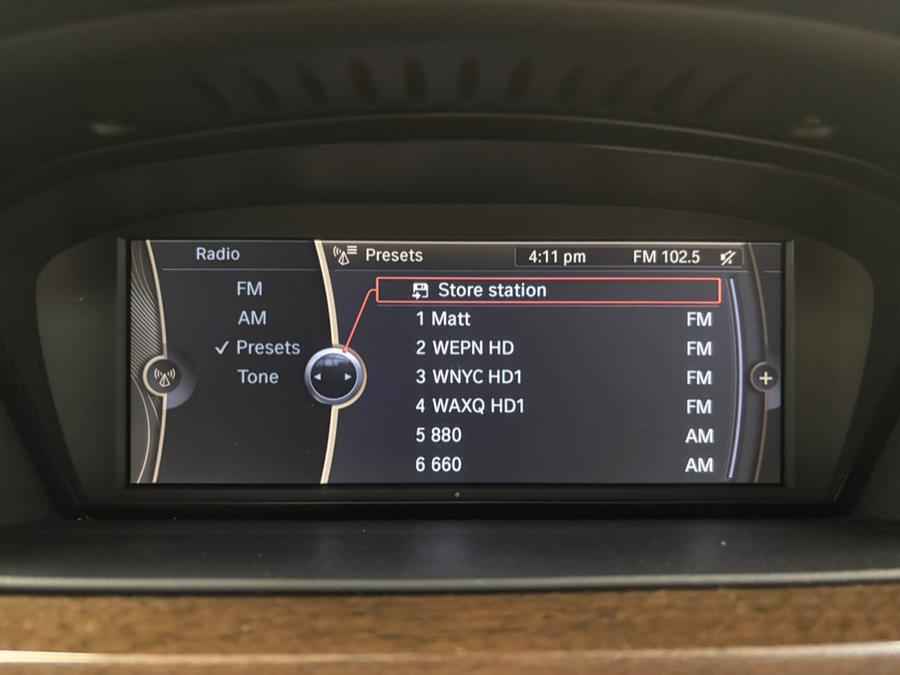 Radio
FM
AM
✓ Presets
Tone
Presets 4:11 pm FM 102.5
Store station
1 Matt FM
2 WEPN HD FM
3 WNYC HD1 FM
4 WAXQ HD1 FM
5 880 AM
6 660 AM